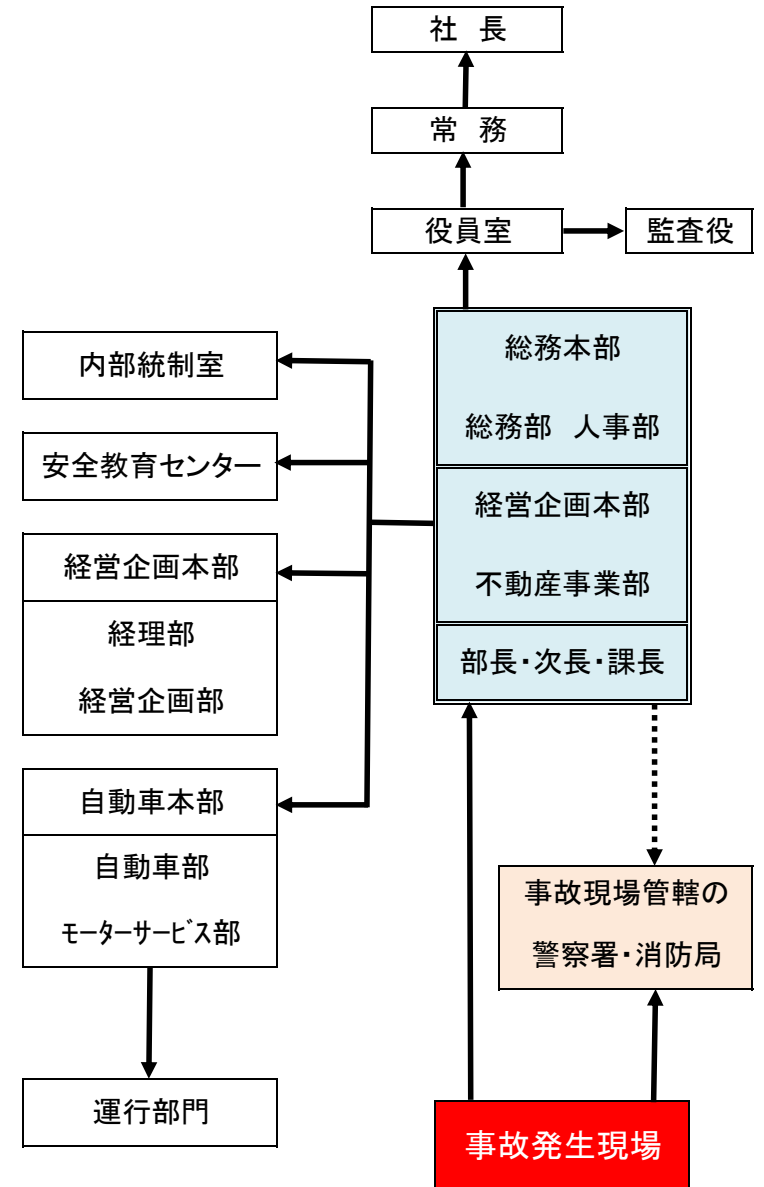 社 長
常 務
役員室
監査役
総務本部
総務部 人事部
経営企画本部
不動産事業部
部長・次長・課長
内部統制室
安全教育センター
経営企画本部
経理部
経営企画部
自動車本部
自動車部
ﾓｰﾀｰｻｰﾋﾞｽ部
運行部門
事故現場管轄の
警察署・消防局
事故発生現場